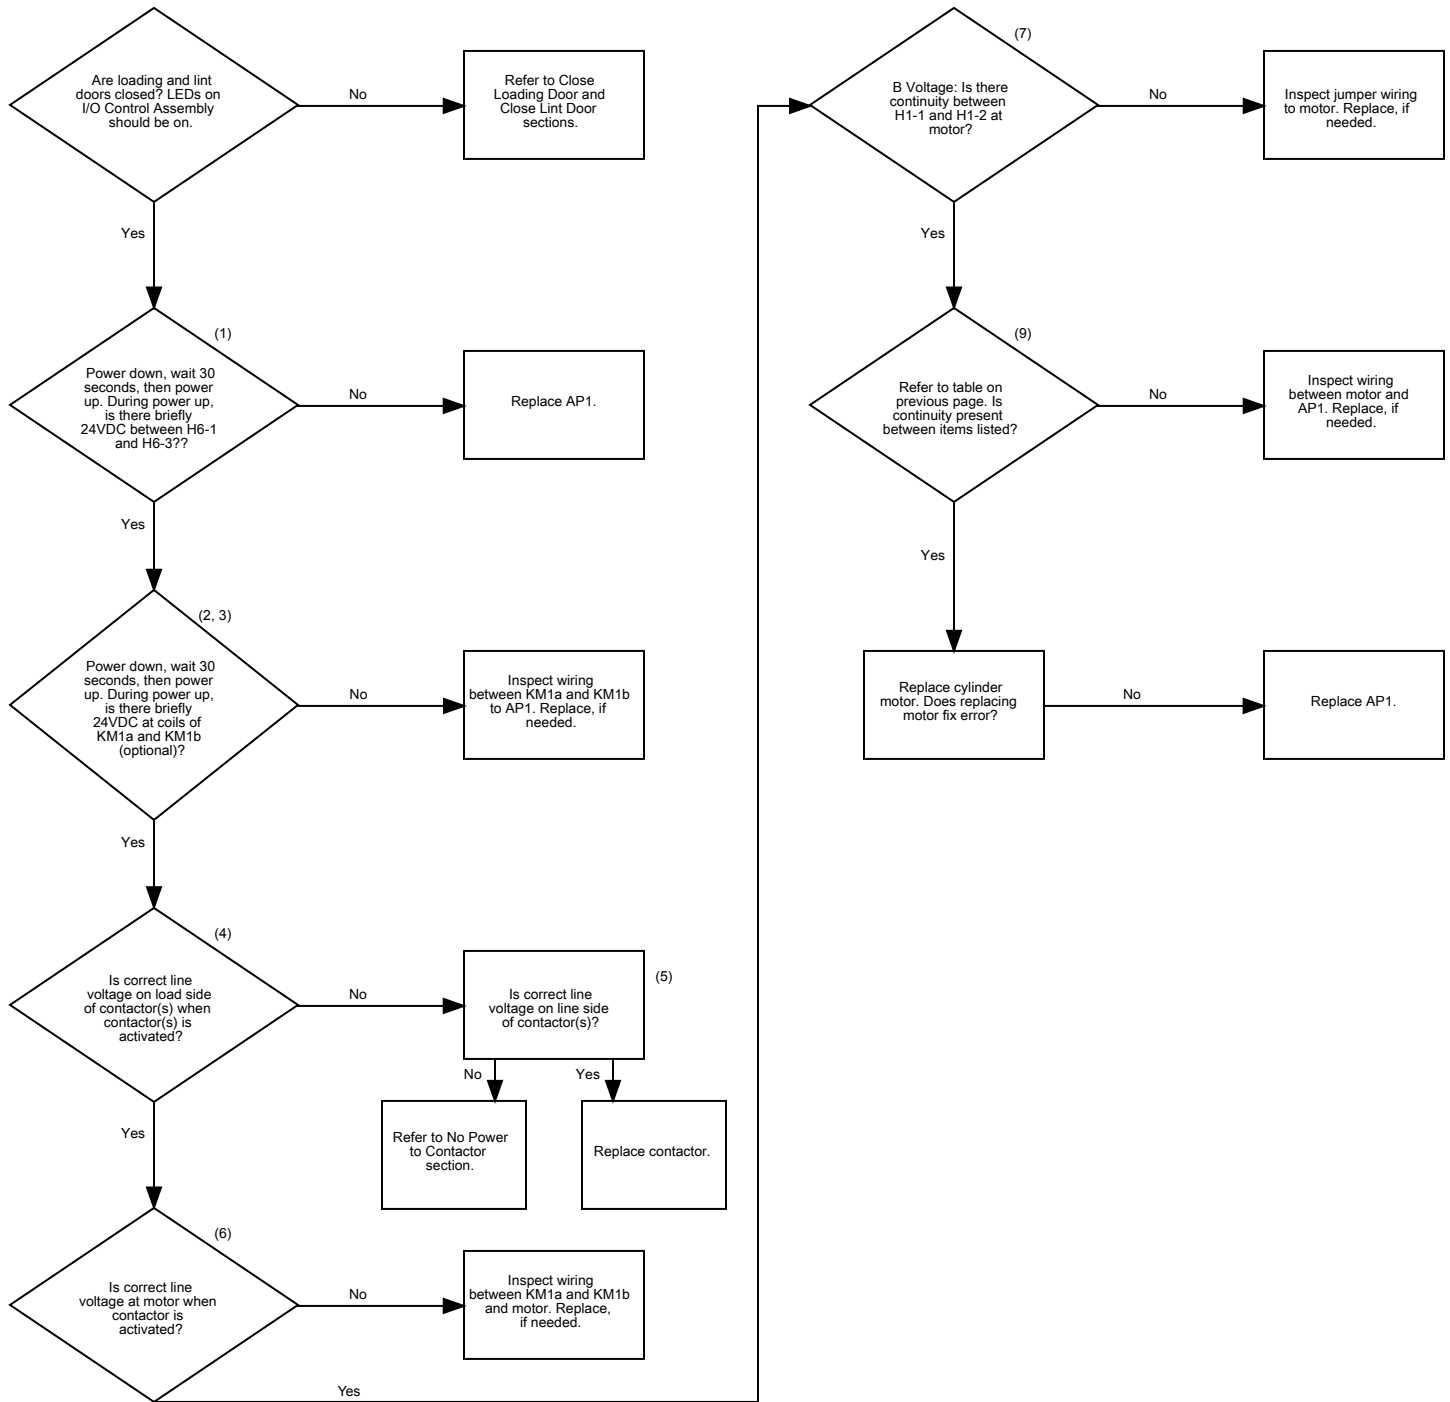 Are loading and lint
doors closed? LEDs on
I/O Control Assembly
should be on.
No
Refer to Close
Loading Door and
Close Lint Door
sections.
Yes
(1)
Power down, wait 30
seconds, then power
up. During power up,
is there briefly
24VDC between H6-1
and H6-3??
No
Replace AP1.
Yes
(2, 3)
Power down, wait 30
seconds, then power
up. During power up,
is there briefly
24VDC at coils of
KM1a and KM1b
(optional)?
No
Inspect wiring
between KM1a and KM1b
to AP1. Replace, if
needed.
Yes
(4)
Is correct line
voltage on load side
of contactor(s) when
contactor(s) is
activated?
No
(5)
Is correct line
voltage on line side
of contactor(s)?
No
Yes
Refer to No Power
to Contactor
section.
Replace contactor.
Yes
(6)
Is correct line
voltage at motor when
contactor is
activated?
No
Inspect wiring
between KM1a and KM1b
and motor. Replace,
if needed.
Yes
(7)
B Voltage: Is there
continuity between
H1-1 and H1-2 at
motor?
No
Inspect jumper wiring
to motor. Replace, if
needed.
Yes
(9)
Refer to table on
previous page. Is
continuity present
between items listed?
No
Inspect wiring
between motor and
AP1. Replace, if
needed.
Yes
Replace cylinder
motor. Does replacing
motor fix error?
No
Replace AP1.